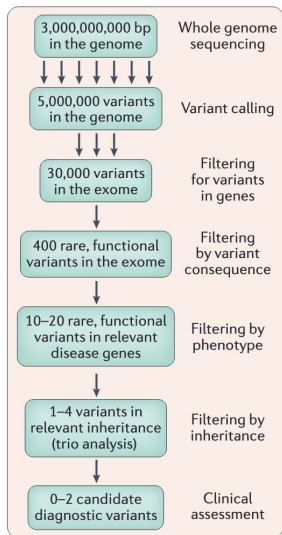 3,000,000,000 bp
in the genome
Whole genome
sequencing
5,000,000 variants
in the genome
Variant calling
30,000 variants
in the exome
Filtering
for variants
in genes
400 rare, functional
variants in the exome
Filtering
by variant
consequence
10–20 rare, functional
variants in relevant
disease genes
Filtering by
phenotype
1–4 variants in
relevant inheritance
(trio analysis)
Filtering by
inheritance
0–2 candidate
diagnostic variants
Clinical
assessment